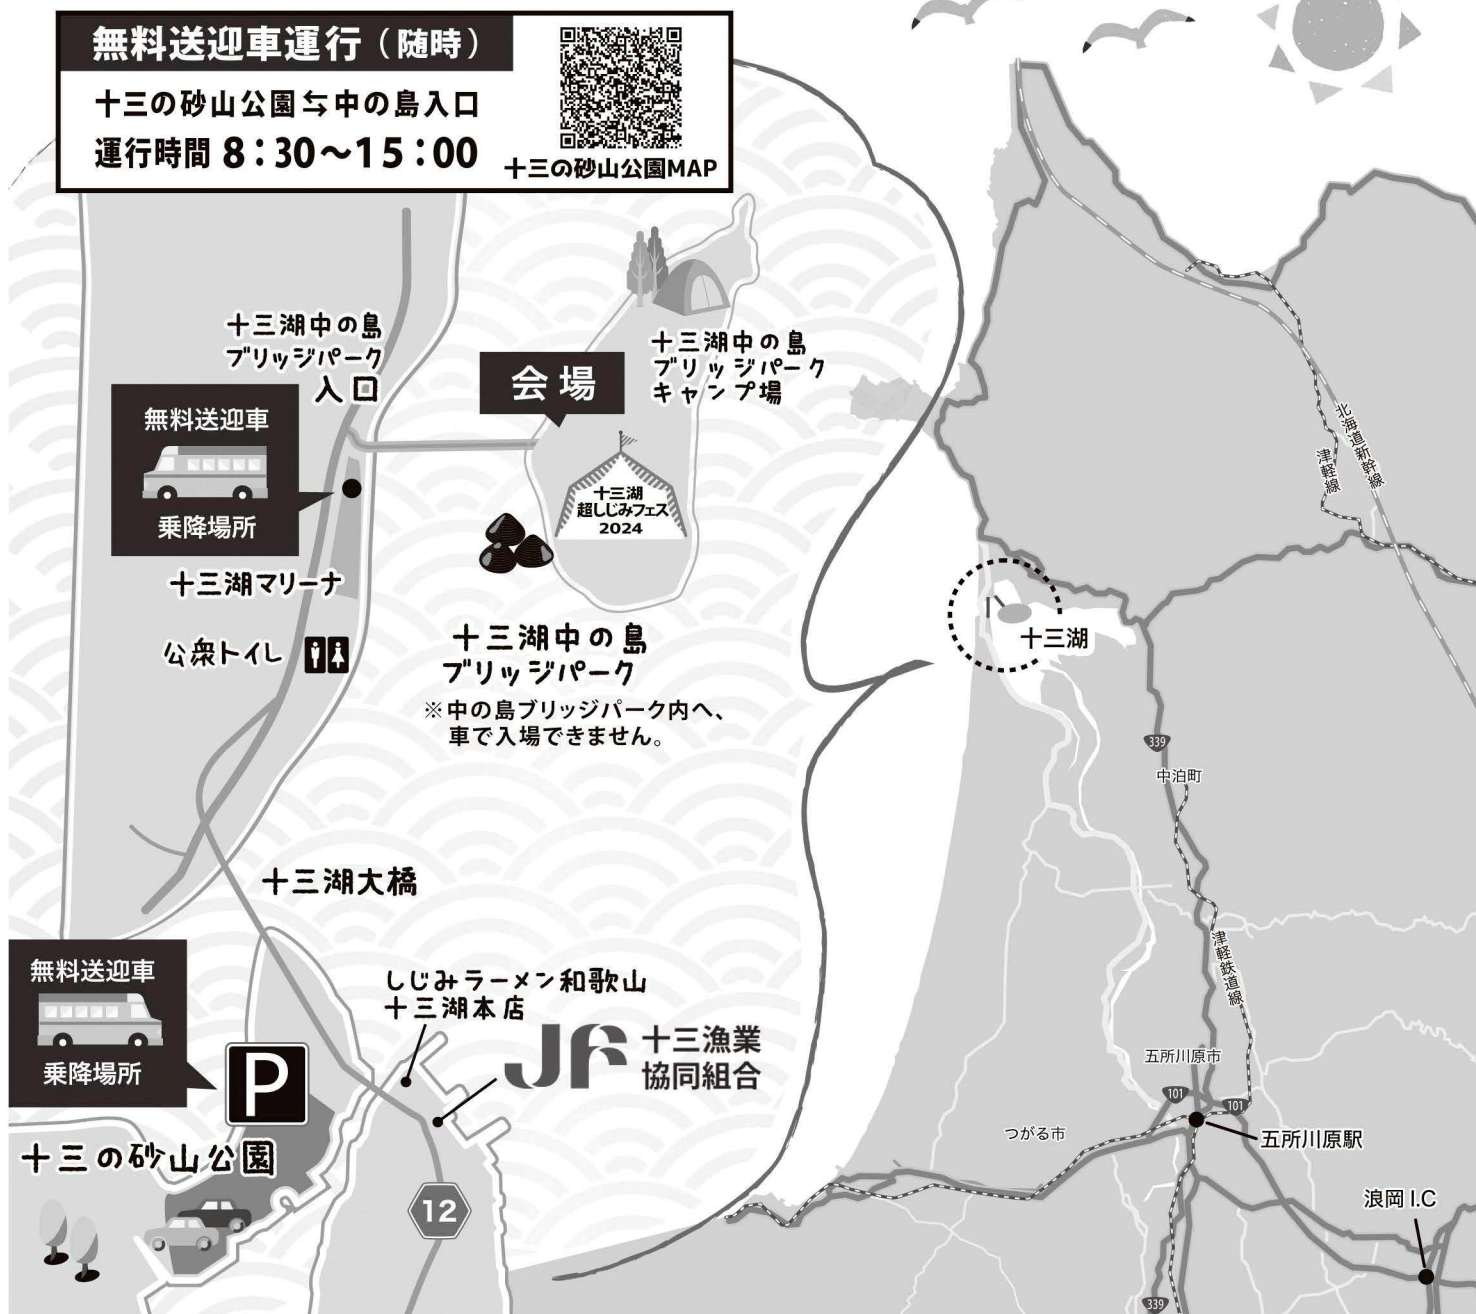 無料送迎車運行（随時）
十三の砂山公園⇆中の島入口
運行時間 8：30～15：00
十三の砂山公園MAP
十三湖中の島
ブリッジパーク
入口
無料送迎車
乗降場所
会場
十三湖中の島
ブリッジパーク
キャンプ場
十三湖
超しじみフェス
2024
十三湖マリーナ
公衆トイレ
十三湖中の島
ブリッジパーク
※中の島ブリッジパーク内へ、
車で入場できません。
十三湖大橋
無料送迎車
乗降場所
P
十三の砂山公園
しじみラーメン和歌山
十三湖本店
JF 十三漁業
協同組合
12
北海道新幹線
津軽線
十三湖
339
中泊町
津軽鉄道線
五所川原市
101
101
つがる市
五所川原駅
浪岡I.C
339